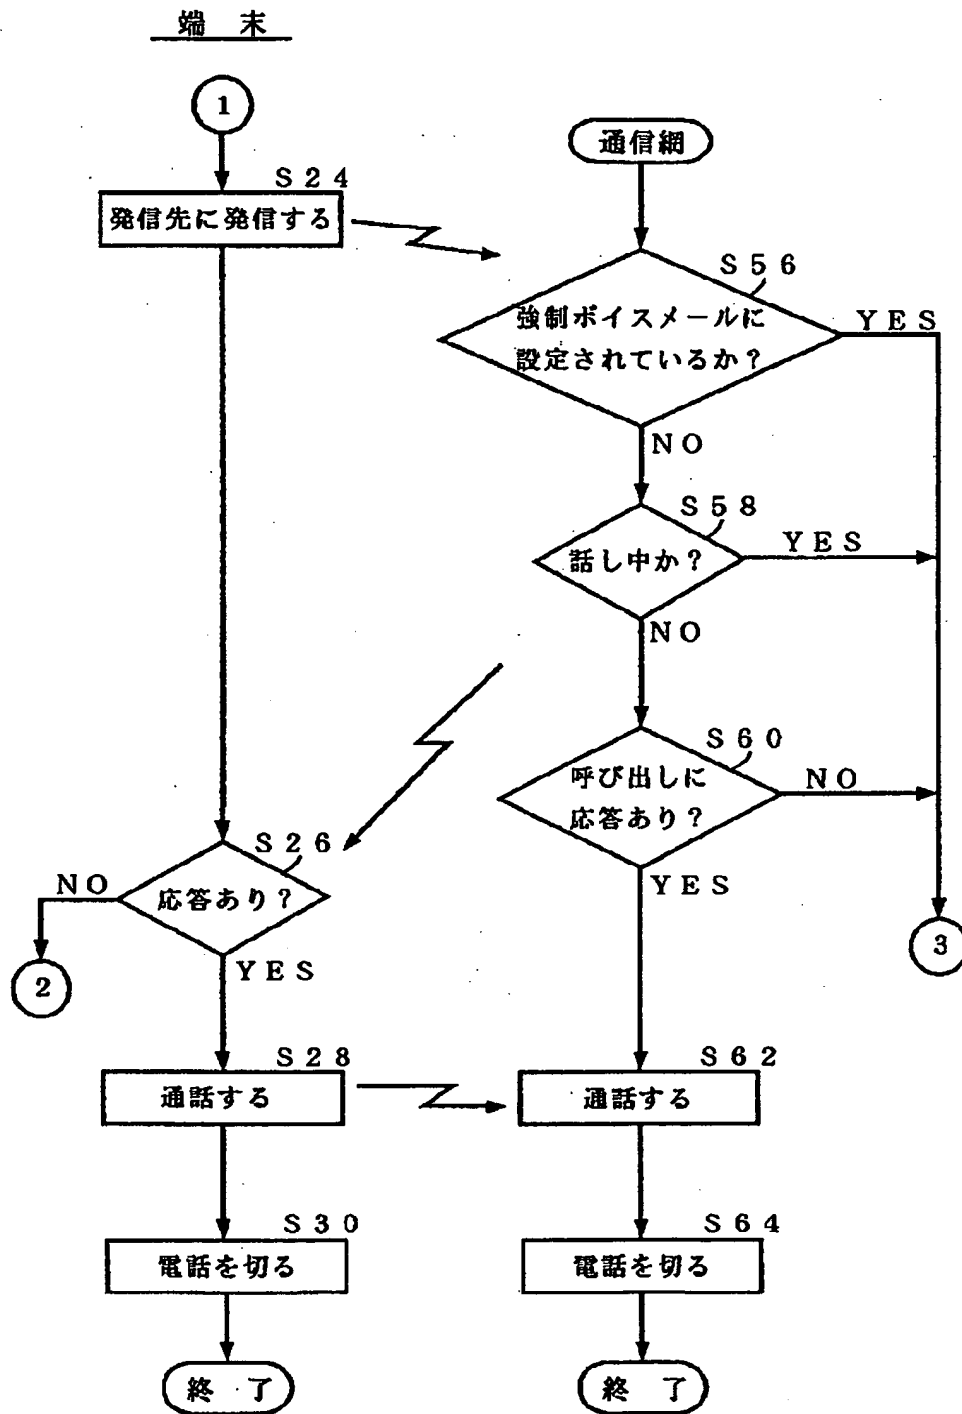 端 末
1
S24
発信先に発信する
通信網
S56
強制ボイスメールに
設定されているか？
YES
NO
S58
話し中か？
YES
NO
S60
呼び出しに
応答あり？
NO
YES
3
S26
応答あり？
NO
2
YES
S28
通話する
S62
通話する
S30
電話を切る
S64
電話を切る
終 了
終 了